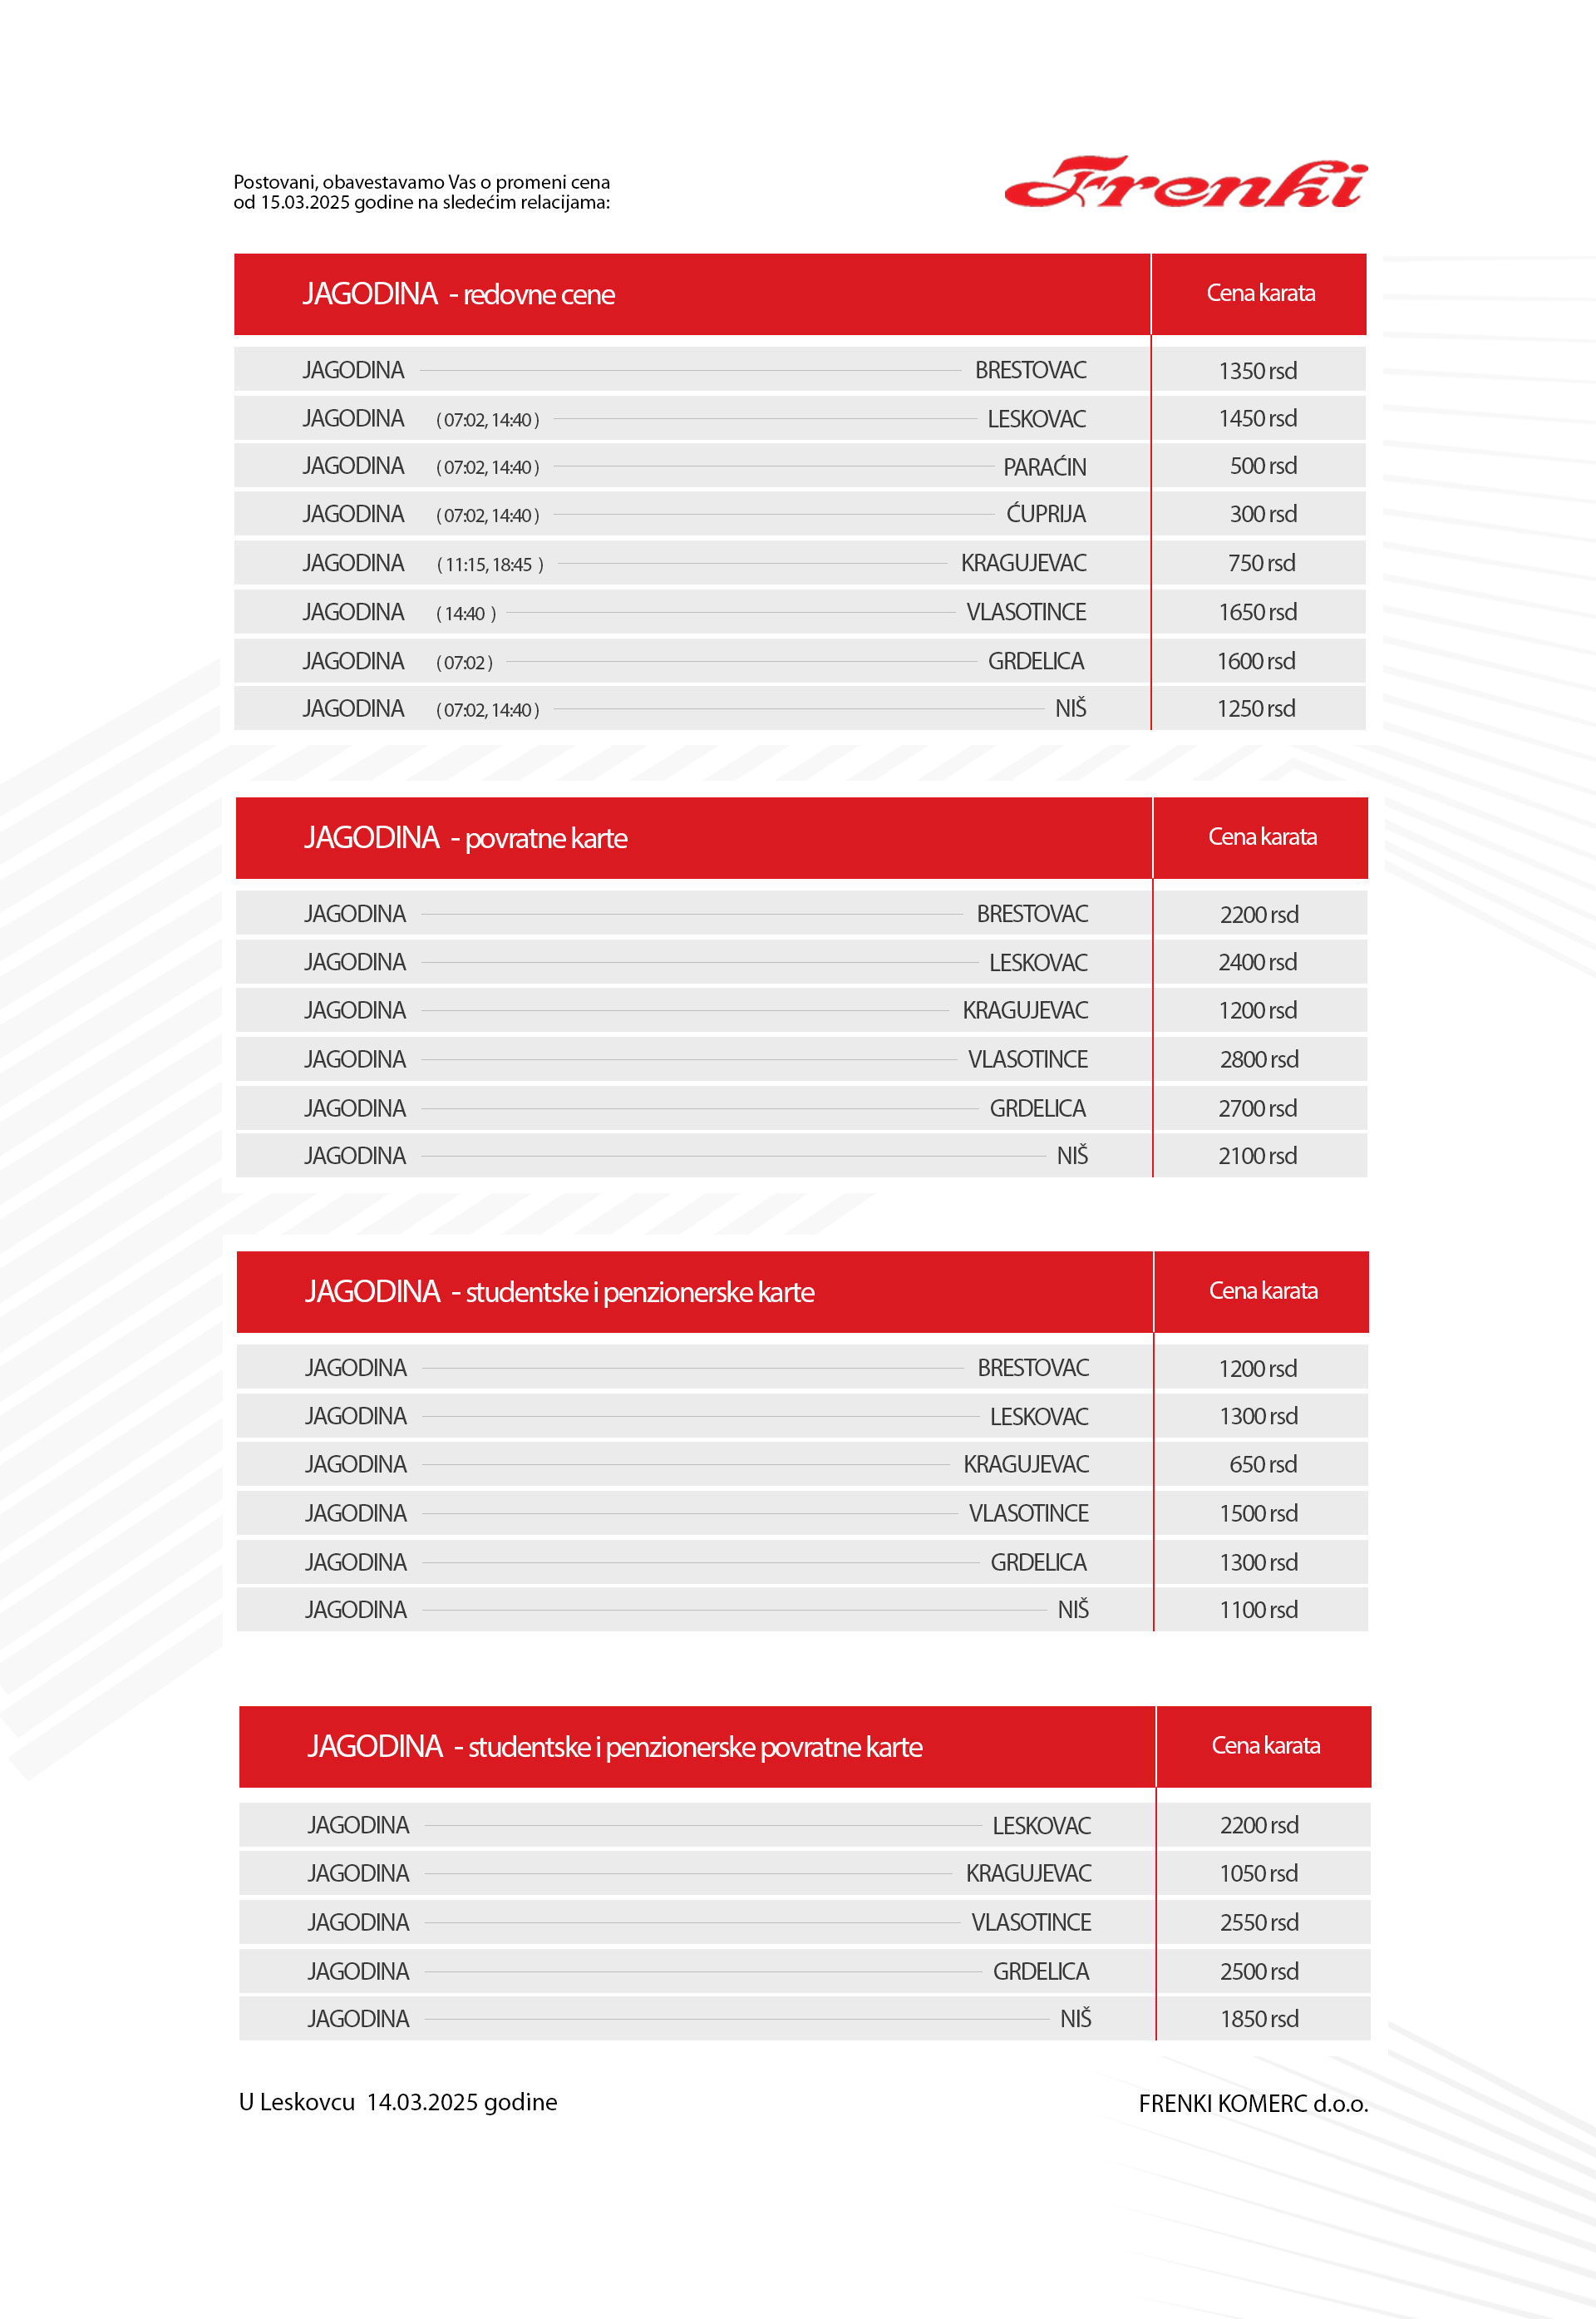 Postovani, obavestavamo Vas o promeni cena
od 15.03.2025 godine na sledećim relacijama:
Frenki
JAGODINA - redovne cene Cena karata
JAGODINA BRESTOVAC 1350 rsd
JAGODINA ( 07:02, 14:40 ) LESKOVAC 1450 rsd
JAGODINA ( 07:02, 14:40 ) PARAĆIN 500 rsd
JAGODINA ( 07:02, 14:40 ) ĆUPRIJA 300 rsd
JAGODINA ( 11:15, 18:45 ) KRAGUJEVAC 750 rsd
JAGODINA ( 14:40 ) VLASOTINCE 1650 rsd
JAGODINA ( 07:02 ) GRDELICA 1600 rsd
JAGODINA ( 07:02, 14:40 ) NIŠ 1250 rsd
JAGODINA - povratne karte Cena karata
JAGODINA BRESTOVAC 2200 rsd
JAGODINA LESKOVAC 2400 rsd
JAGODINA KRAGUJEVAC 1200 rsd
JAGODINA VLASOTINCE 2800 rsd
JAGODINA GRDELICA 2700 rsd
JAGODINA NIŠ 2100 rsd
JAGODINA - studentske i penzionerske karte Cena karata
JAGODINA BRESTOVAC 1200 rsd
JAGODINA LESKOVAC 1300 rsd
JAGODINA KRAGUJEVAC 650 rsd
JAGODINA VLASOTINCE 1500 rsd
JAGODINA GRDELICA 1300 rsd
JAGODINA NIŠ 1100 rsd
JAGODINA - studentske i penzionerske povratne karte Cena karata
JAGODINA LESKOVAC 2200 rsd
JAGODINA KRAGUJEVAC 1050 rsd
JAGODINA VLASOTINCE 2550 rsd
JAGODINA GRDELICA 2500 rsd
JAGODINA NIŠ 1850 rsd
U Leskovcu 14.03.2025 godine FRENKI KOMERC d.o.o.